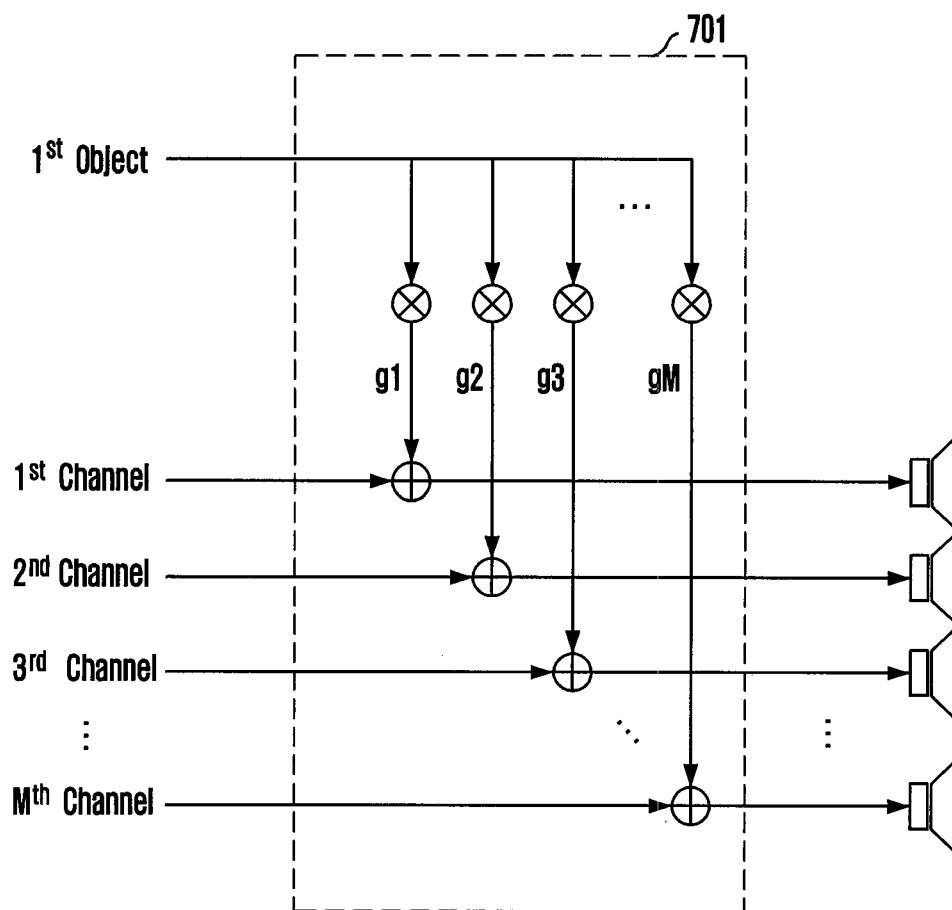 701
1st Object
...
g1 g2 g3 gM
1st Channel
2nd Channel
3rd Channel
...
Mth Channel